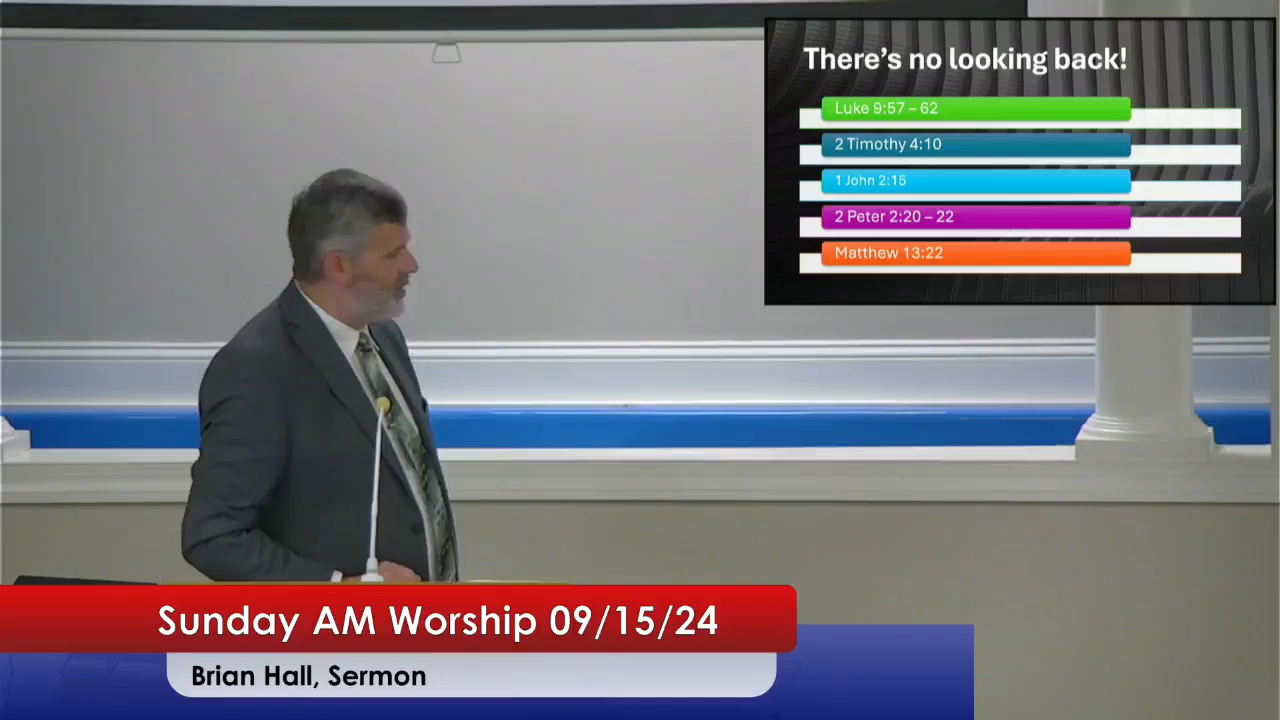 There's no looking back!
Luke 9:57 – 62
2 Timothy 4:10
1 John 2:15
2 Peter 2:20 – 22
Matthew 13:22
Sunday AM Worship 09/15/24
Brian Hall, Sermon